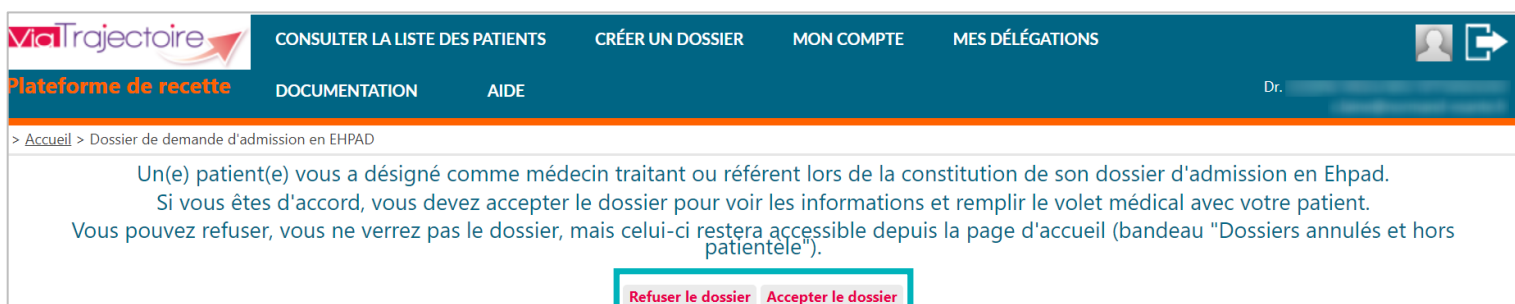 ViaTrajectoire
CONSULTER LA LISTE DES PATIENTS CRÉER UN DOSSIER MON COMPTE MES DÉLÉGATIONS
Plateforme de recette
DOCUMENTATION AIDE
Dr.
> Accueil > Dossier de demande d'admission en EHPAD
Un(e) patient(e) vous a désigné comme médecin traitant ou référent lors de la constitution de son dossier d'admission en Ehpad.
Si vous êtes d'accord, vous devez accepter le dossier pour voir les informations et remplir le volet médical avec votre patient.
Vous pouvez refuser, vous ne verrez pas le dossier, mais celui-ci restera accessible depuis la page d'accueil (bandeau "Dossiers annulés et hors
patientèle").
Refuser le dossier Accepter le dossier